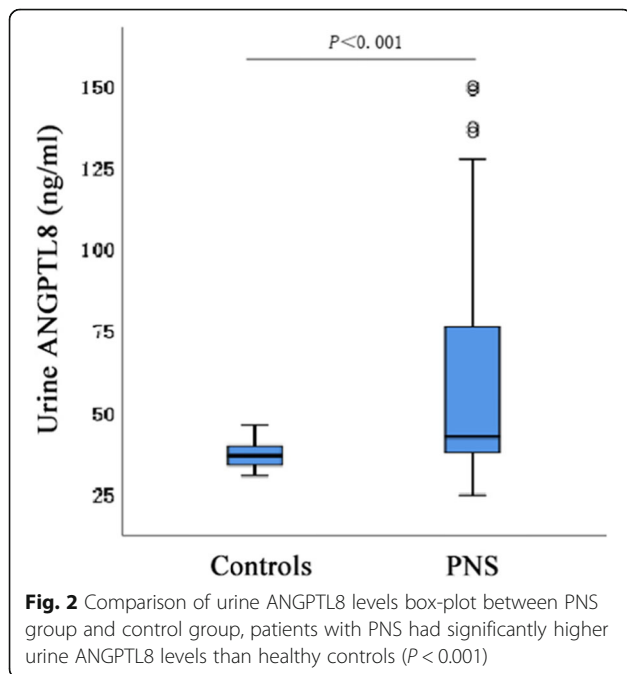 P<0.001
150
125
100
75
50
25
Urine ANGPTL8 (ng/ml)
Controls PNS
Fig. 2 Comparison of urine ANGPTL8 levels box-plot between PNS
group and control group, patients with PNS had significantly higher
urine ANGPTL8 levels than healthy controls (P < 0.001)